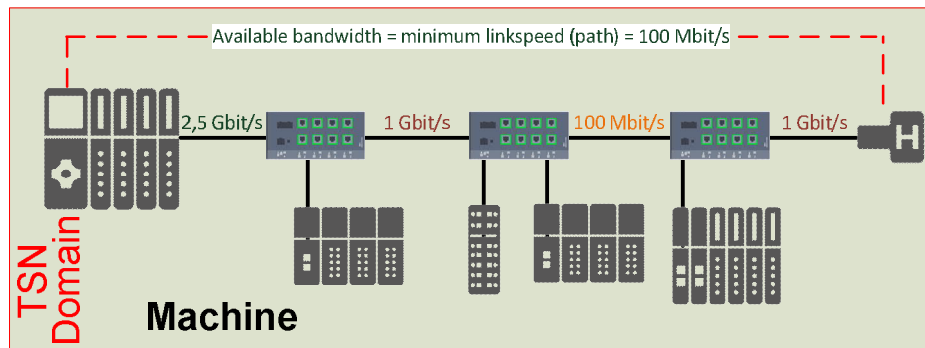 Available bandwidth = minimum linkspeed (path) = 100 Mbit/s
2,5 Gbit/s
1 Gbit/s
100 Mbit/s
1 Gbit/s
H
TSN
Domain
Machine